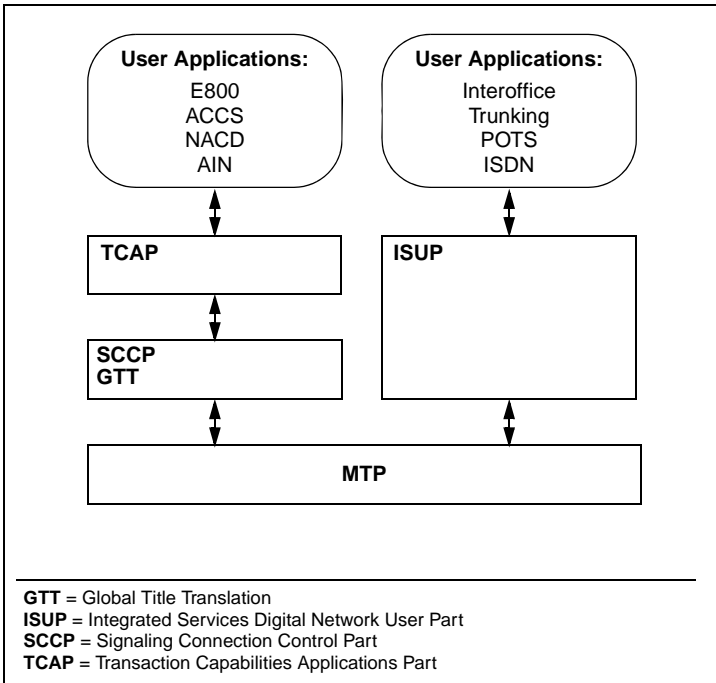 User Applications:
E800
ACCS
NACD
AIN
User Applications:
Interoffice
Trunking
POTS
ISDN
TCAP
ISUP
SCCP
GTT
MTP
GTT = Global Title Translation
ISUP = Integrated Services Digital Network User Part
SCCP = Signaling Connection Control Part
TCAP = Transaction Capabilities Applications Part